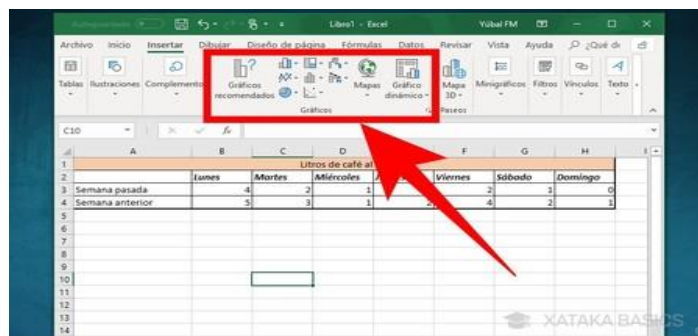 Autoguardado
Libro1 - Excel
Yúbal FM
Archivo Inicio Insertar Dibujar Diseño de página Fórmulas Datos Revisar Vista Ayuda ¿Qué de
Tablas Ilustraciones Complementos Gráficos recomendados Mapas Gráfico dinámico Mapa 3D Minigráficos Filtros Vínculos Texto
Gráficos Paseos
C10 fx
A B C D F G H I
1 Litros de café al
2 Lunes Martes Miércoles Viernes Sábado Domingo
3 Semana pasada 4 2 1 2 1 0
4 Semana anterior 5 3 1 2 4 2 1
5
6
7
8
9
10
11
12
13
14
XATAKA BASICS